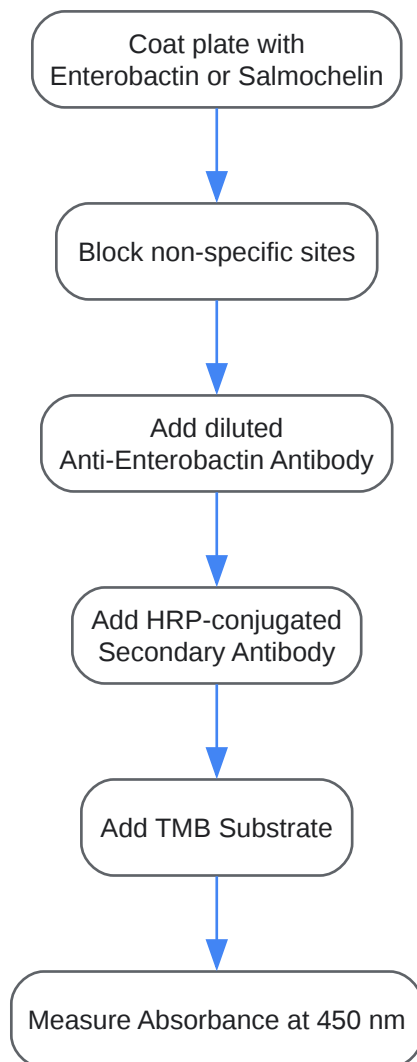 Coat plate with
Enterobactin or Salmochelin
Block non-specific sites
Add diluted
Anti-Enterobactin Antibody
Add HRP-conjugated
Secondary Antibody
Add TMB Substrate
Measure Absorbance at 450 nm